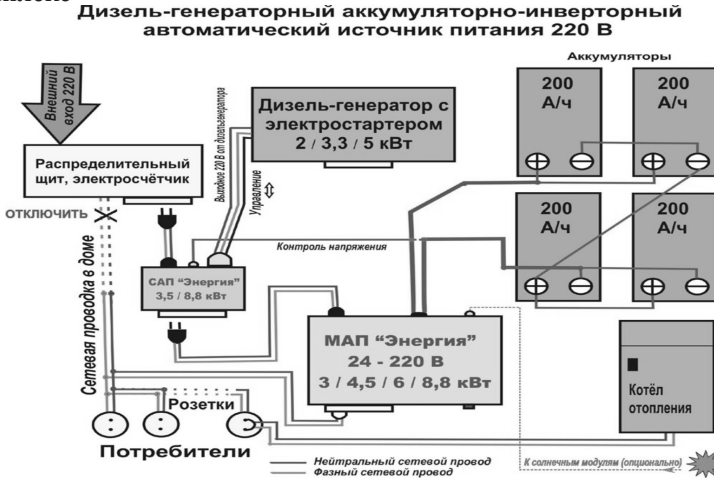 Дизель-генераторный аккумуляторно-инверторный
автоматический источник питания 220 В
Аккумуляторы
Внешний
вход 220 В
200
А/ч
200
А/ч
Дизель-генератор с
электростартером
2 / 3,3 / 5 кВт
Выходное 220 В от дизельгенератора
Управление
Распределительный
щит, электросчётчик
ОТКЛЮЧИТЬ
200
А/ч
200
А/ч
Контроль напряжения
Сетевая проводка в доме
САП “Энергия”
3,5 / 8,8 кВт
МАП “Энергия”
24 - 220 В
3 / 4,5 / 6 / 8,8 кВт
Котёл
отопления
Розетки
Потребители
Нейтральный сетевой провод
Фазный сетевой провод
К солнечным модулям (опционально)